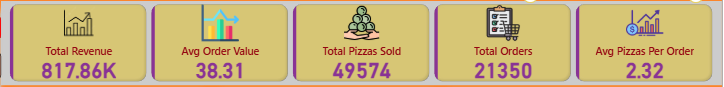 Total Revenue
817.86K
Avg Order Value
38.31
Total Pizzas Sold
49574
Total Orders
21350
Avg Pizzas Per Order
2.32